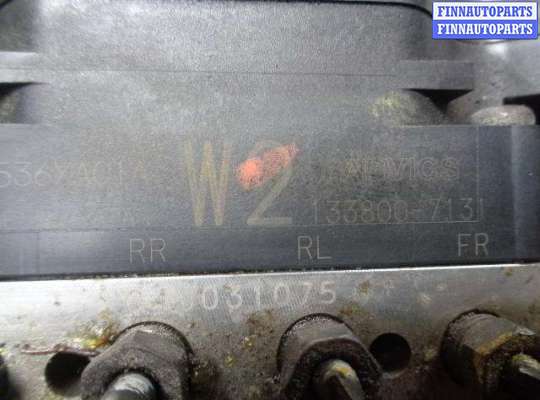 FINNAUTOPARTS
FINNAUTOPARTS
W2
133800-7131
RR RL FR
031075